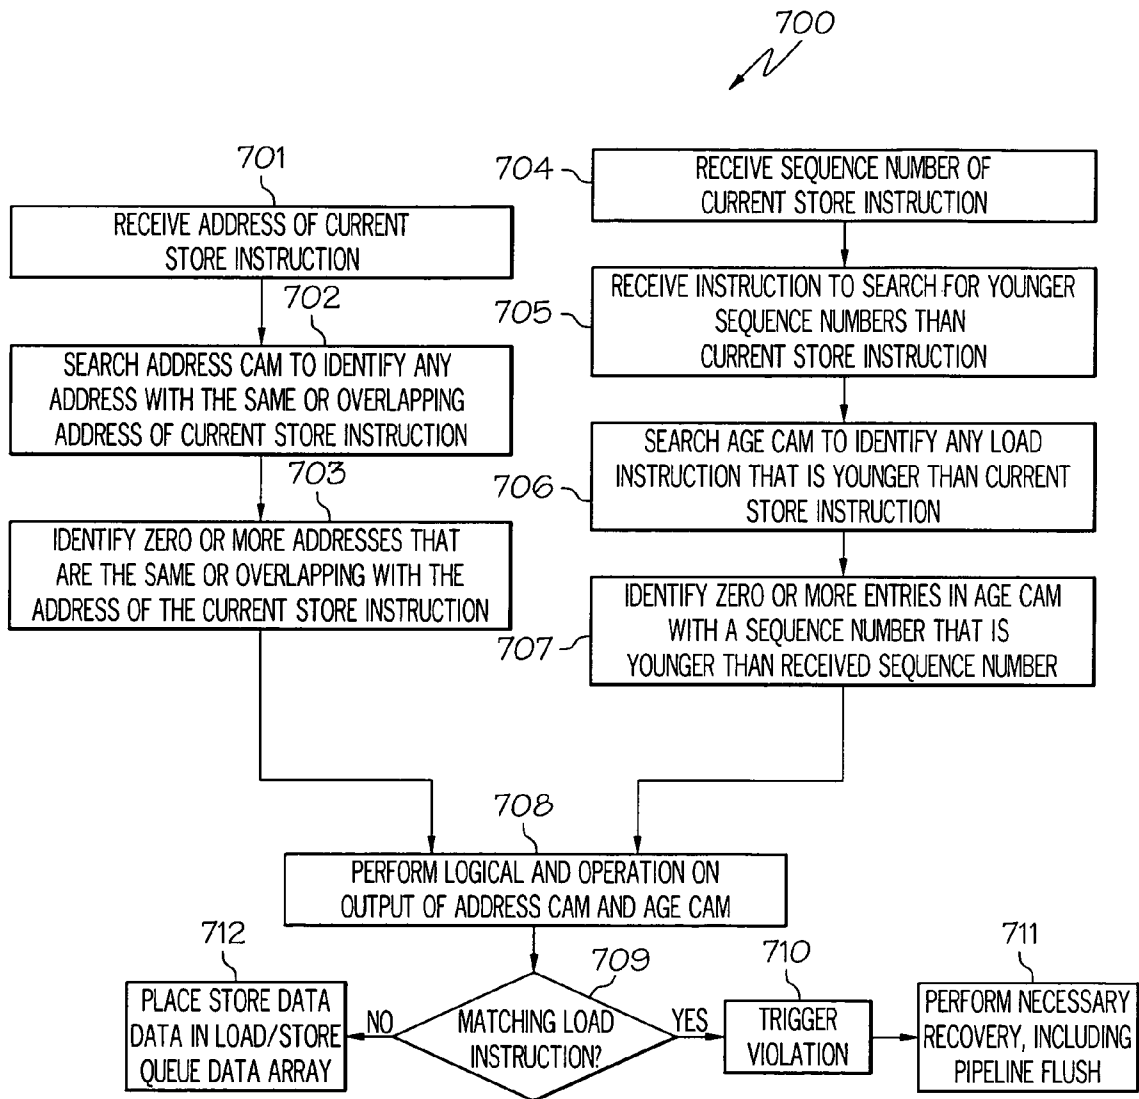 700
701
RECEIVE ADDRESS OF CURRENT
STORE INSTRUCTION
702
SEARCH ADDRESS CAM TO IDENTIFY ANY
ADDRESS WITH THE SAME OR OVERLAPPING
ADDRESS OF CURRENT STORE INSTRUCTION
703
IDENTIFY ZERO OR MORE ADDRESSES THAT
ARE THE SAME OR OVERLAPPING WITH THE
ADDRESS OF THE CURRENT STORE INSTRUCTION
704
RECEIVE SEQUENCE NUMBER OF
CURRENT STORE INSTRUCTION
705
RECEIVE INSTRUCTION TO SEARCH FOR YOUNGER
SEQUENCE NUMBERS THAN
CURRENT STORE INSTRUCTION
706
SEARCH AGE CAM TO IDENTIFY ANY LOAD
INSTRUCTION THAT IS YOUNGER THAN CURRENT
STORE INSTRUCTION
707
IDENTIFY ZERO OR MORE ENTRIES IN AGE CAM
WITH A SEQUENCE NUMBER THAT IS
YOUNGER THAN RECEIVED SEQUENCE NUMBER
708
PERFORM LOGICAL AND OPERATION ON
OUTPUT OF ADDRESS CAM AND AGE CAM
709
MATCHING LOAD
INSTRUCTION?
NO
YES
712
PLACE STORE DATA
DATA IN LOAD/STORE
QUEUE DATA ARRAY
710
TRIGGER
VIOLATION
711
PERFORM NECESSARY
RECOVERY, INCLUDING
PIPELINE FLUSH